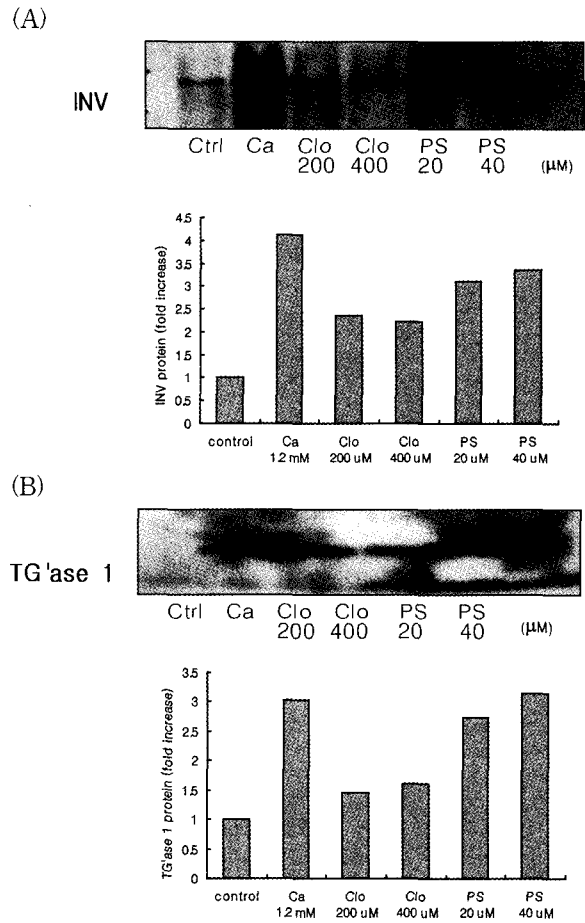 (A)
INV
Ctrl Ca Clo Clo PS PS
200 400 20 40 (μM)
INV protein (fold increase)
4.5
4
3.5
3
2.5
2
1.5
1
0.5
0
control Ca Clo Clo PS PS
1.2 mM 200 uM 400 uM 20 uM 40 uM
(B)
TG'ase 1
Ctrl Ca Clo Clo PS PS
200 400 20 40 (μM)
TG'ase 1 protein (fold increase)
3.5
3
2.5
2
1.5
1
0.5
0
control Ca Clo Clo PS PS
1.2 mM 200 uM 400 uM 20 uM 40 uM